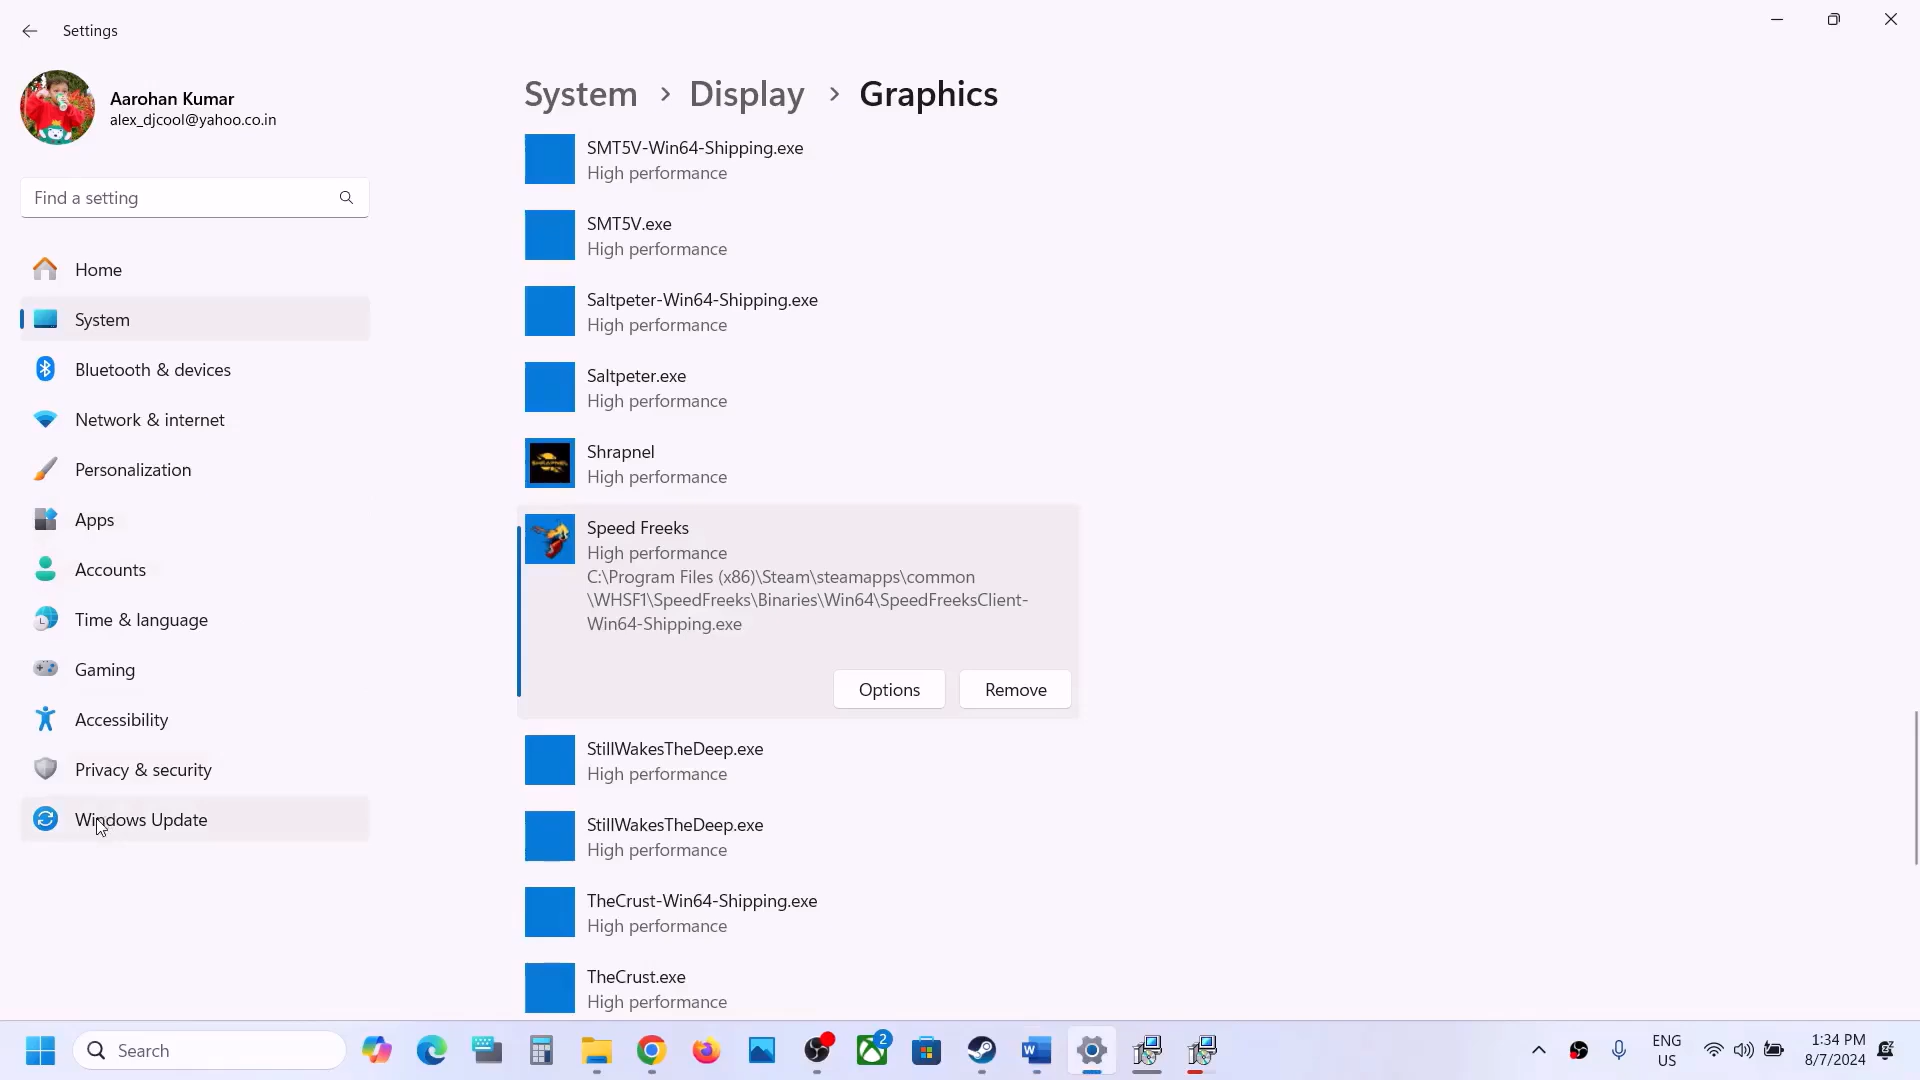 Settings
Aarohan Kumar
alex_djcool@yahoo.co.in
Find a setting
Home
System
Bluetooth & devices
Network & internet
Personalization
Apps
Accounts
Time & language
Gaming
Accessibility
Privacy & security
Windows Update
System > Display > Graphics
SMT5V-Win64-Shipping.exe
High performance
SMT5V.exe
High performance
Saltpeter-Win64-Shipping.exe
High performance
Saltpeter.exe
High performance
Shrapnel
High performance
Speed Freeks
High performance
C:\Program Files (x86)\Steam\steamapps\common
\WHSF1\SpeedFreeks\Binaries\Win64\SpeedFreeksClient-
Win64-Shipping.exe
Options
Remove
StillWakesTheDeep.exe
High performance
StillWakesTheDeep.exe
High performance
TheCrust-Win64-Shipping.exe
High performance
TheCrust.exe
High performance
Search
2
ENG
US
1:34 PM
8/7/2024